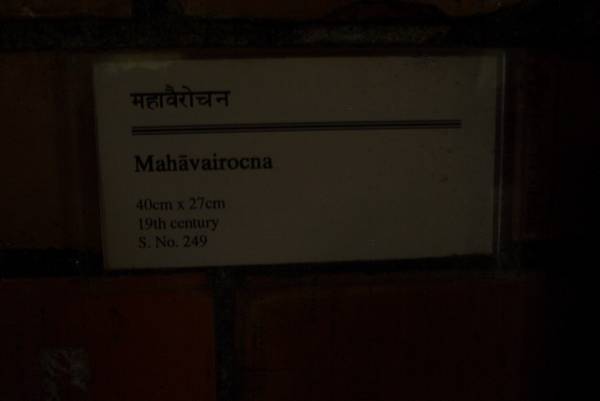 महावैरोचन
Mahāvairocna
40cm x 27cm
19th century
S. No. 249